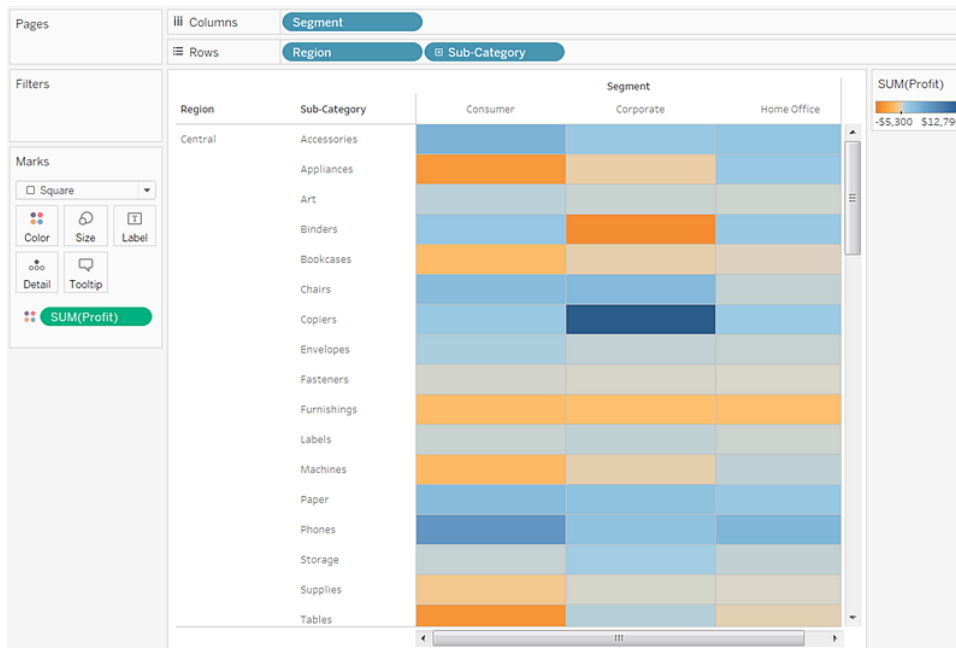 Pages
Columns
Segment
Rows
Region
Sub-Category
Filters
Marks
Square
Color
Size
Label
Detail
Tooltip
SUM(Profit)
Segment
Region
Sub-Category
Consumer
Corporate
Home Office
Central
Accessories
Appliances
Art
Binders
Bookcases
Chairs
Copiers
Envelopes
Fasteners
Furnishings
Labels
Machines
Paper
Phones
Storage
Supplies
Tables
SUM(Profit)
-$5,300